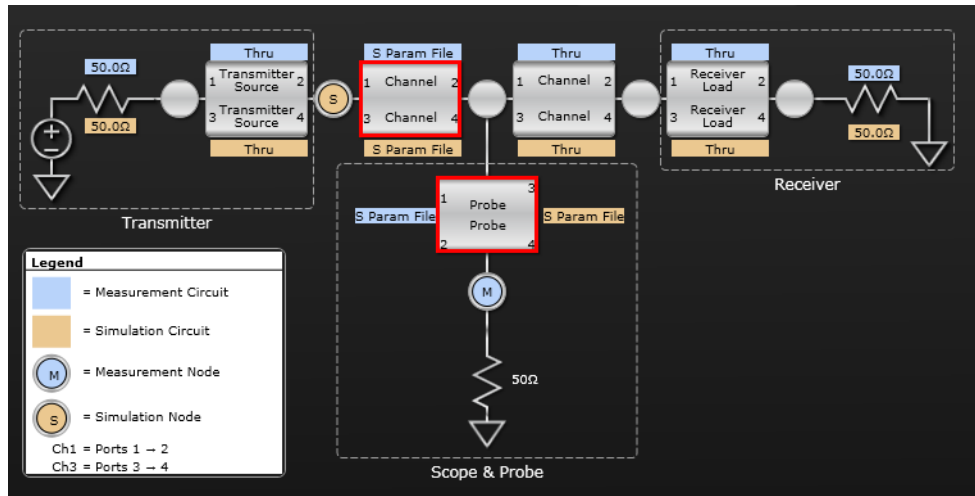 Thru
S Param File
Thru
Thru
50.0Ω
50.0Ω
1 Transmitter 2
Source
3 Transmitter 4
Source
S
1 Channel 2
3 Channel 4
1 Channel 2
3 Channel 4
1 Receiver 2
Load
3 Receiver 4
Load
50.0Ω
50.0Ω
Thru
S Param File
Thru
Thru
Transmitter
Receiver
1 3
Probe
S Param File
S Param File
Probe
2 4
M
50Ω
Scope & Probe
Legend
= Measurement Circuit
= Simulation Circuit
M = Measurement Node
S = Simulation Node
Ch1 = Ports 1 → 2
Ch3 = Ports 3 → 4